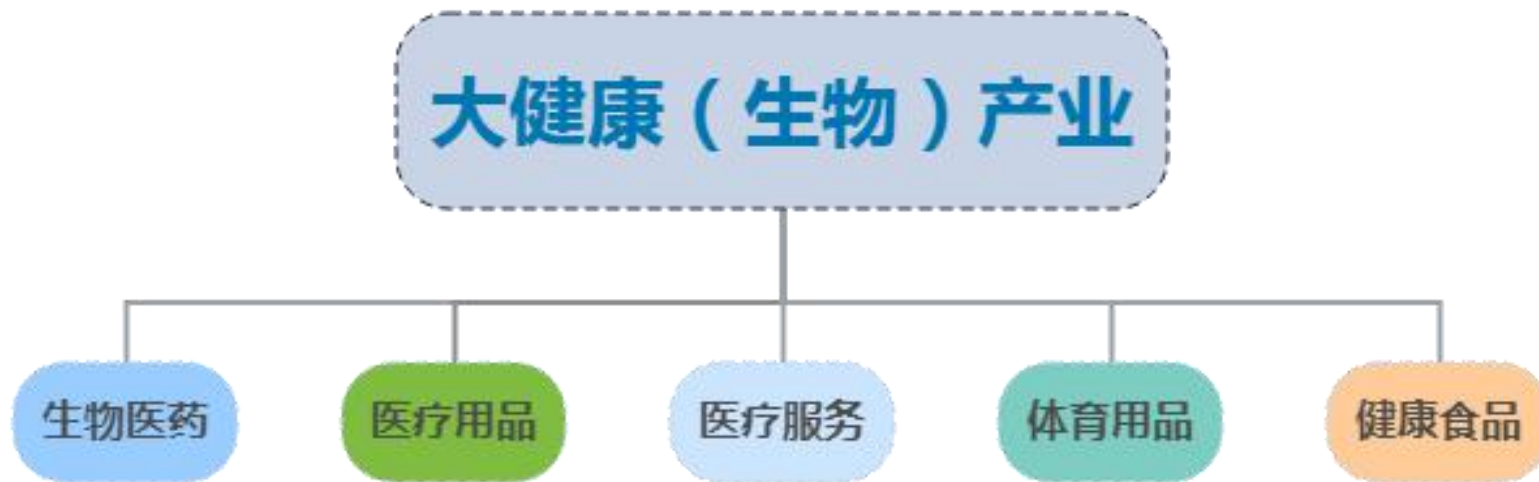 大健康（生物）产业
生物医药
医疗用品
医疗服务
体育用品
健康食品